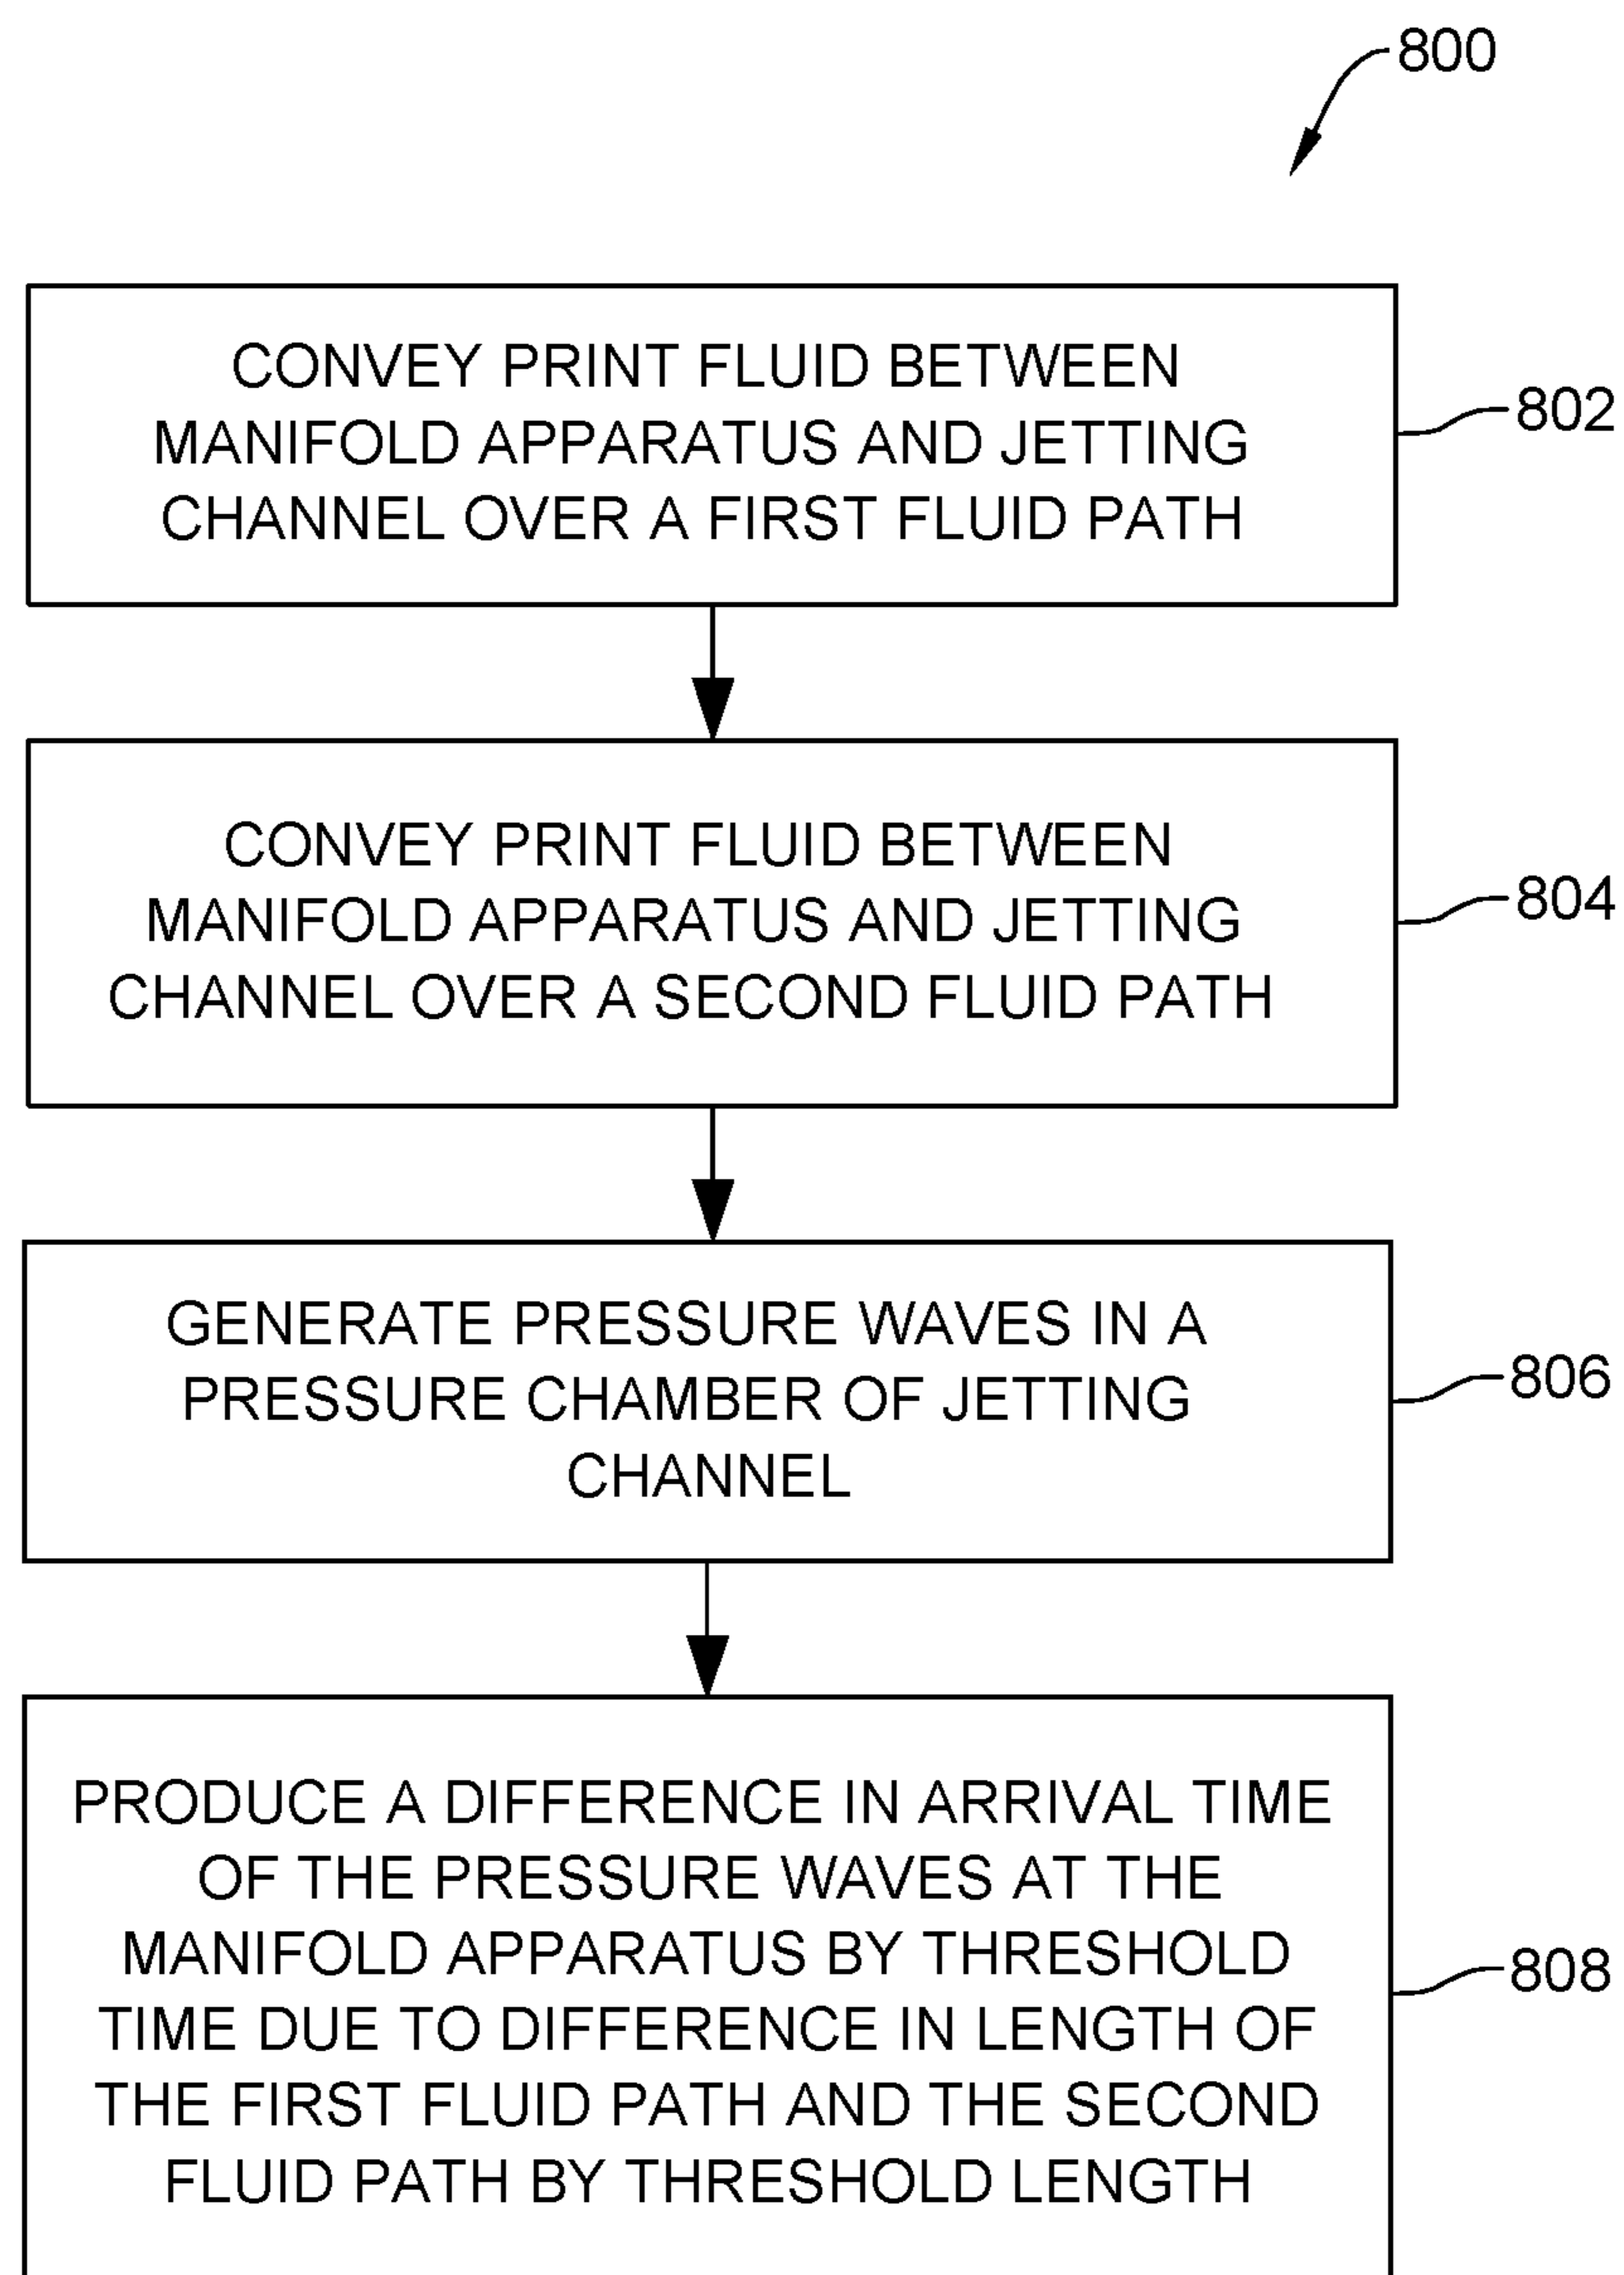 800
CONVEY PRINT FLUID BETWEEN
MANIFOLD APPARATUS AND JETTING
CHANNEL OVER A FIRST FLUID PATH
802
CONVEY PRINT FLUID BETWEEN
MANIFOLD APPARATUS AND JETTING
CHANNEL OVER A SECOND FLUID PATH
804
GENERATE PRESSURE WAVES IN A
PRESSURE CHAMBER OF JETTING
CHANNEL
806
PRODUCE A DIFFERENCE IN ARRIVAL TIME
OF THE PRESSURE WAVES AT THE
MANIFOLD APPARATUS BY THRESHOLD
TIME DUE TO DIFFERENCE IN LENGTH OF
THE FIRST FLUID PATH AND THE SECOND
FLUID PATH BY THRESHOLD LENGTH
808